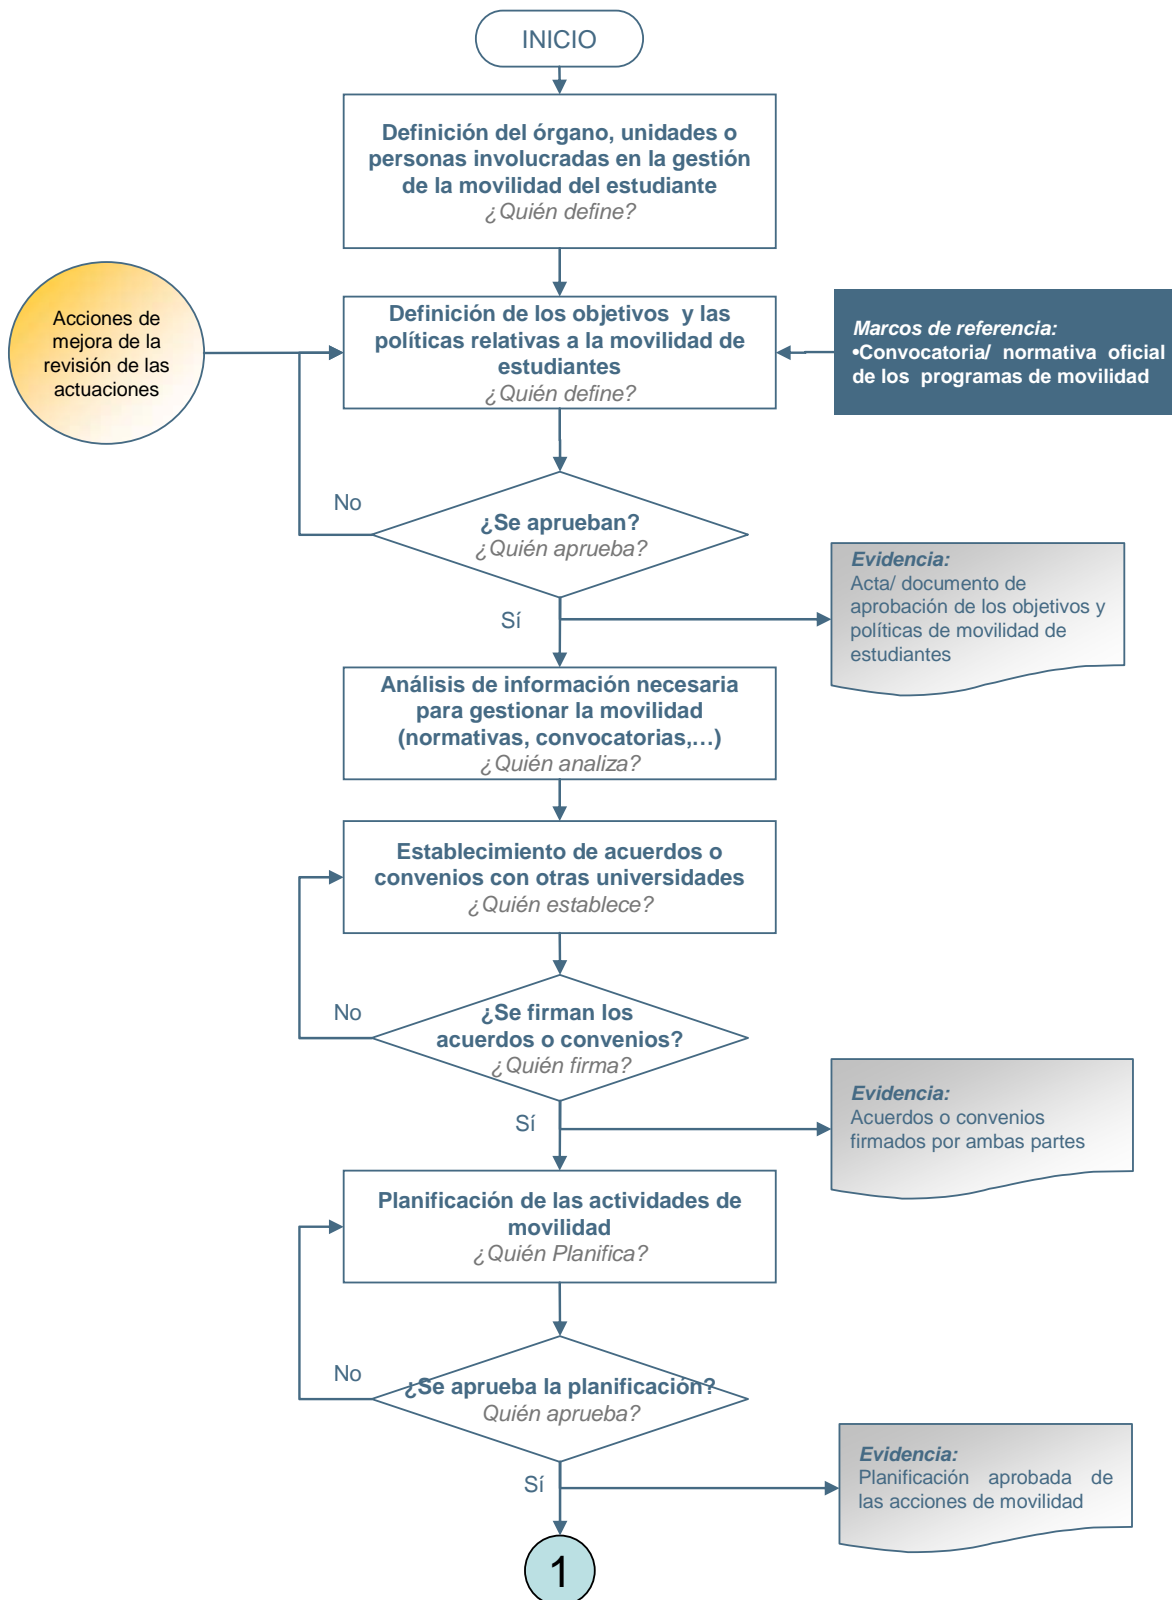 INICIO
Definición del órgano, unidades o
personas involucradas en la gestión
de la movilidad del estudiante
¿Quién define?
Acciones de
mejora de la
revisión de las
actuaciones
Definición de los objetivos y las
políticas relativas a la movilidad de
estudiantes
¿Quién define?
Marcos de referencia:
•Convocatoria/ normativa oficial
de los programas de movilidad
No
¿Se aprueban?
¿Quién aprueba?
Sí
Evidencia:
Acta/ documento de
aprobación de los objetivos y
políticas de movilidad de
estudiantes
Análisis de información necesaria
para gestionar la movilidad
(normativas, convocatorias,...)
¿Quién analiza?
Establecimiento de acuerdos o
convenios con otras universidades
¿Quién establece?
No
¿Se firman los
acuerdos o convenios?
¿Quién firma?
Sí
Evidencia:
Acuerdos o convenios
firmados por ambas partes
Planificación de las actividades de
movilidad
¿Quién Planifica?
No
¿Se aprueba la planificación?
Quién aprueba?
Sí
Evidencia:
Planificación aprobada de
las acciones de movilidad
1